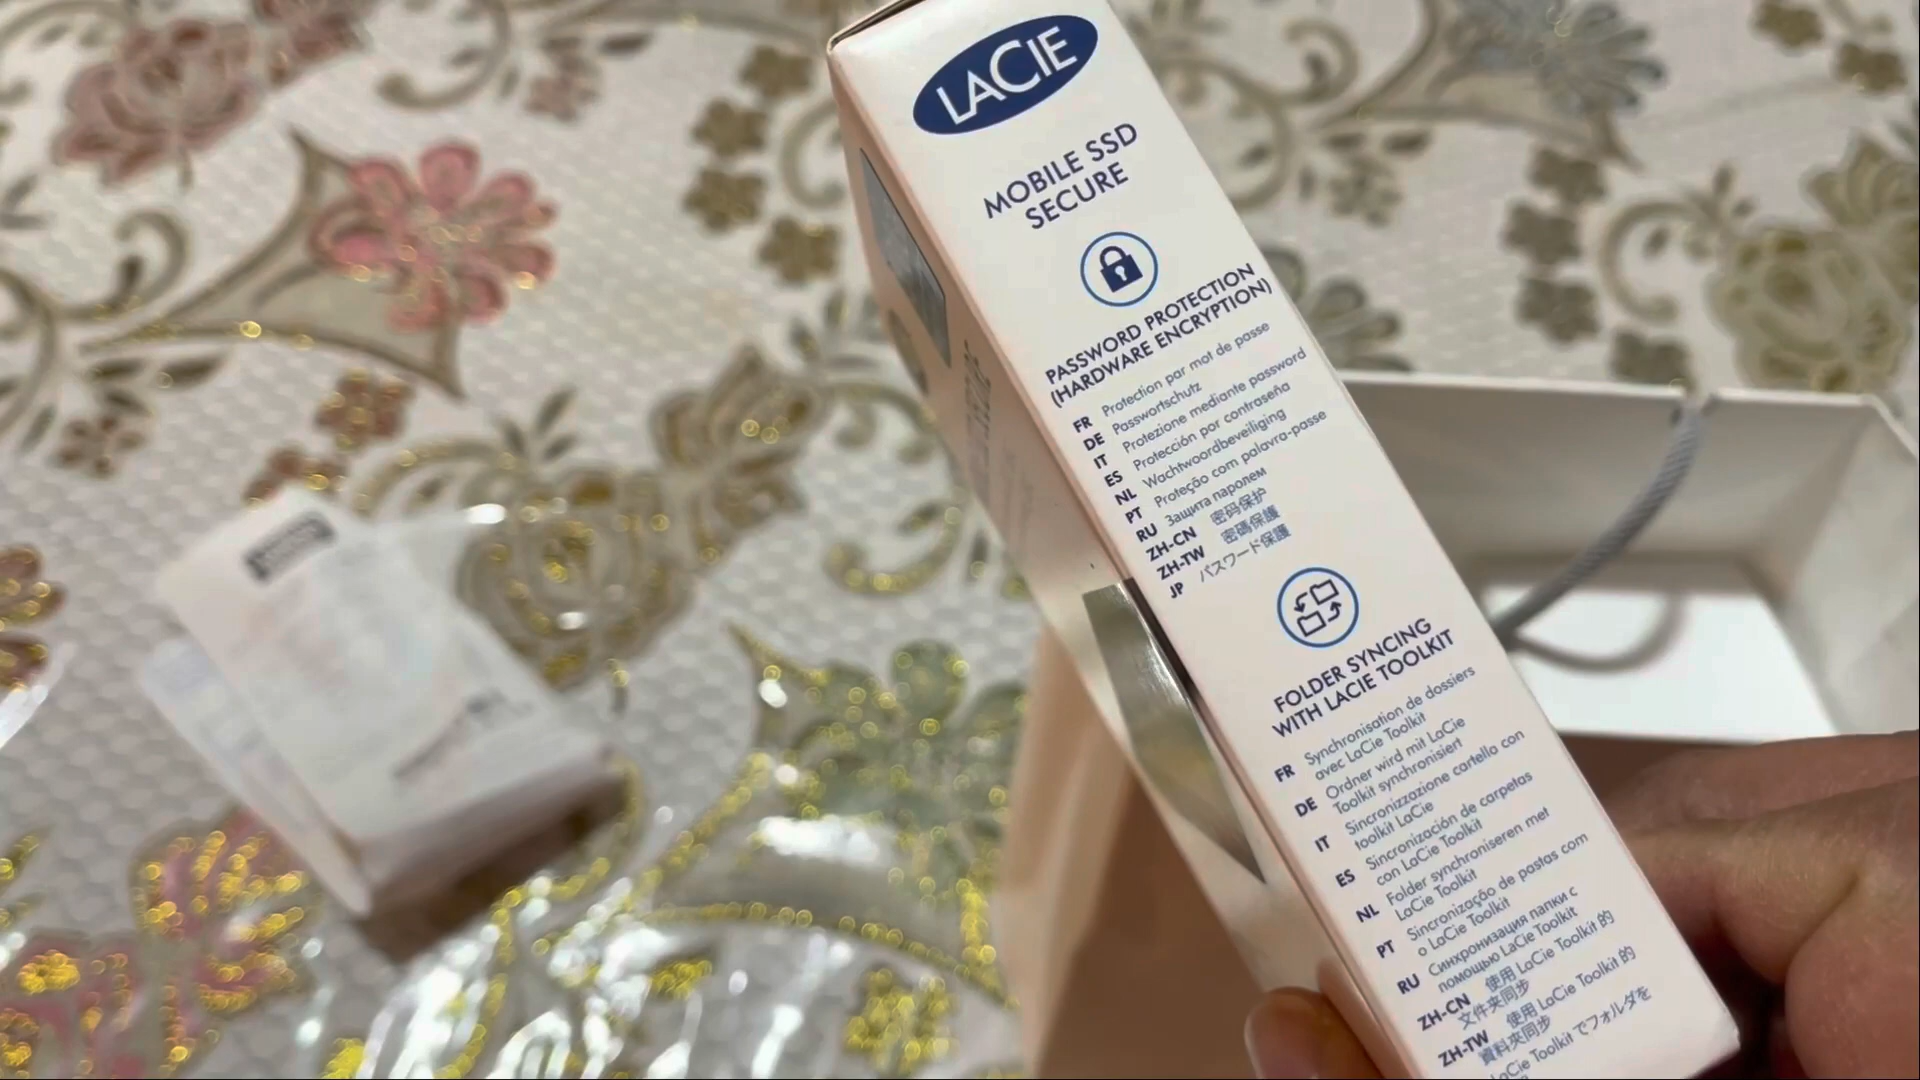 LACIE
MOBILE SSD
SECURE
PASSWORD PROTECTION
(HARDWARE ENCRYPTION)
FR Protection par mot de passe
DE Passwortschutz
IT Protezione mediante password
ES Protección por contraseña
NL Wachtwoordbeveiliging
PT Proteção com palavra-passe
RU Защита паролем
ZH-CN 密码保护
ZH-TW 密碼保護
JP パスワード保護
FOLDER SYNCING
WITH LACIE TOOLKIT
FR Synchronisation de dossiers
avec LaCie Toolkit
DE Ordner wird mit LaCie
Toolkit synchronisiert
IT Sincronizzazione cartella con
toolkit LaCie
ES Sincronización de carpetas
con LaCie Toolkit
NL Folder synchroniseren met
LaCie Toolkit
PT Sincronização de pastas com
o LaCie Toolkit
RU Синхронизация папки с
помощью LaCie Toolkit
ZH-CN 使用 LaCie Toolkit 的
文件夹同步
ZH-TW 使用 LaCie Toolkit 的
資料夾同步
LaCie Toolkit でフォルダを